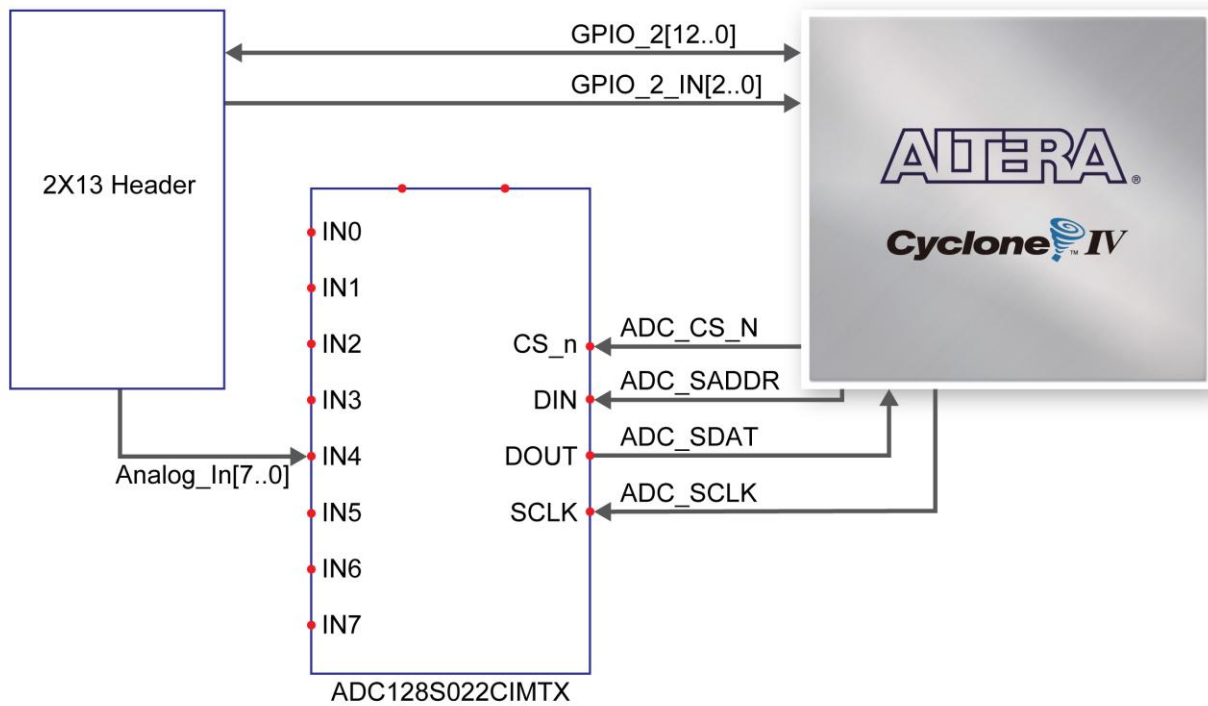 GPIO_2[12..0]
GPIO_2_IN[2..0]
2X13 Header
ALTERA®
Cyclone™ IV
IN0
IN1
IN2
IN3
IN4
IN5
IN6
IN7
Analog_In[7..0]
CS_n
DIN
DOUT
SCLK
ADC_CS_N
ADC_SADDR
ADC_SDAT
ADC_SCLK
ADC128S022CIMTX